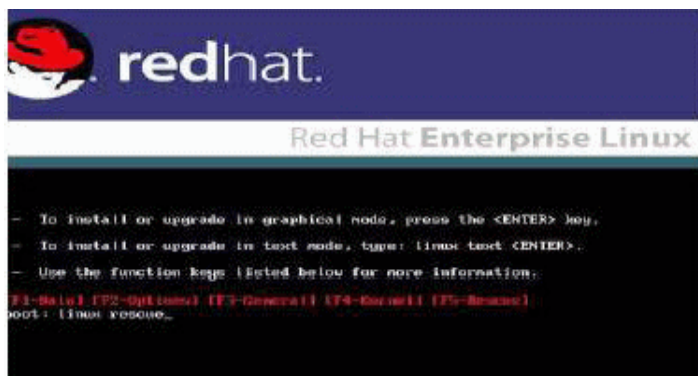 redhat.
Red Hat Enterprise Linux
- To install or upgrade in graphical mode, press the <ENTER> key.
- To install or upgrade in text mode, type: linux text <ENTER>.
- Use the function keys listed below for more information.
[F1-Main] [F2-Options] [F3-General] [F4-Kernel] [F5-Rescue]
boot: linux rescue_